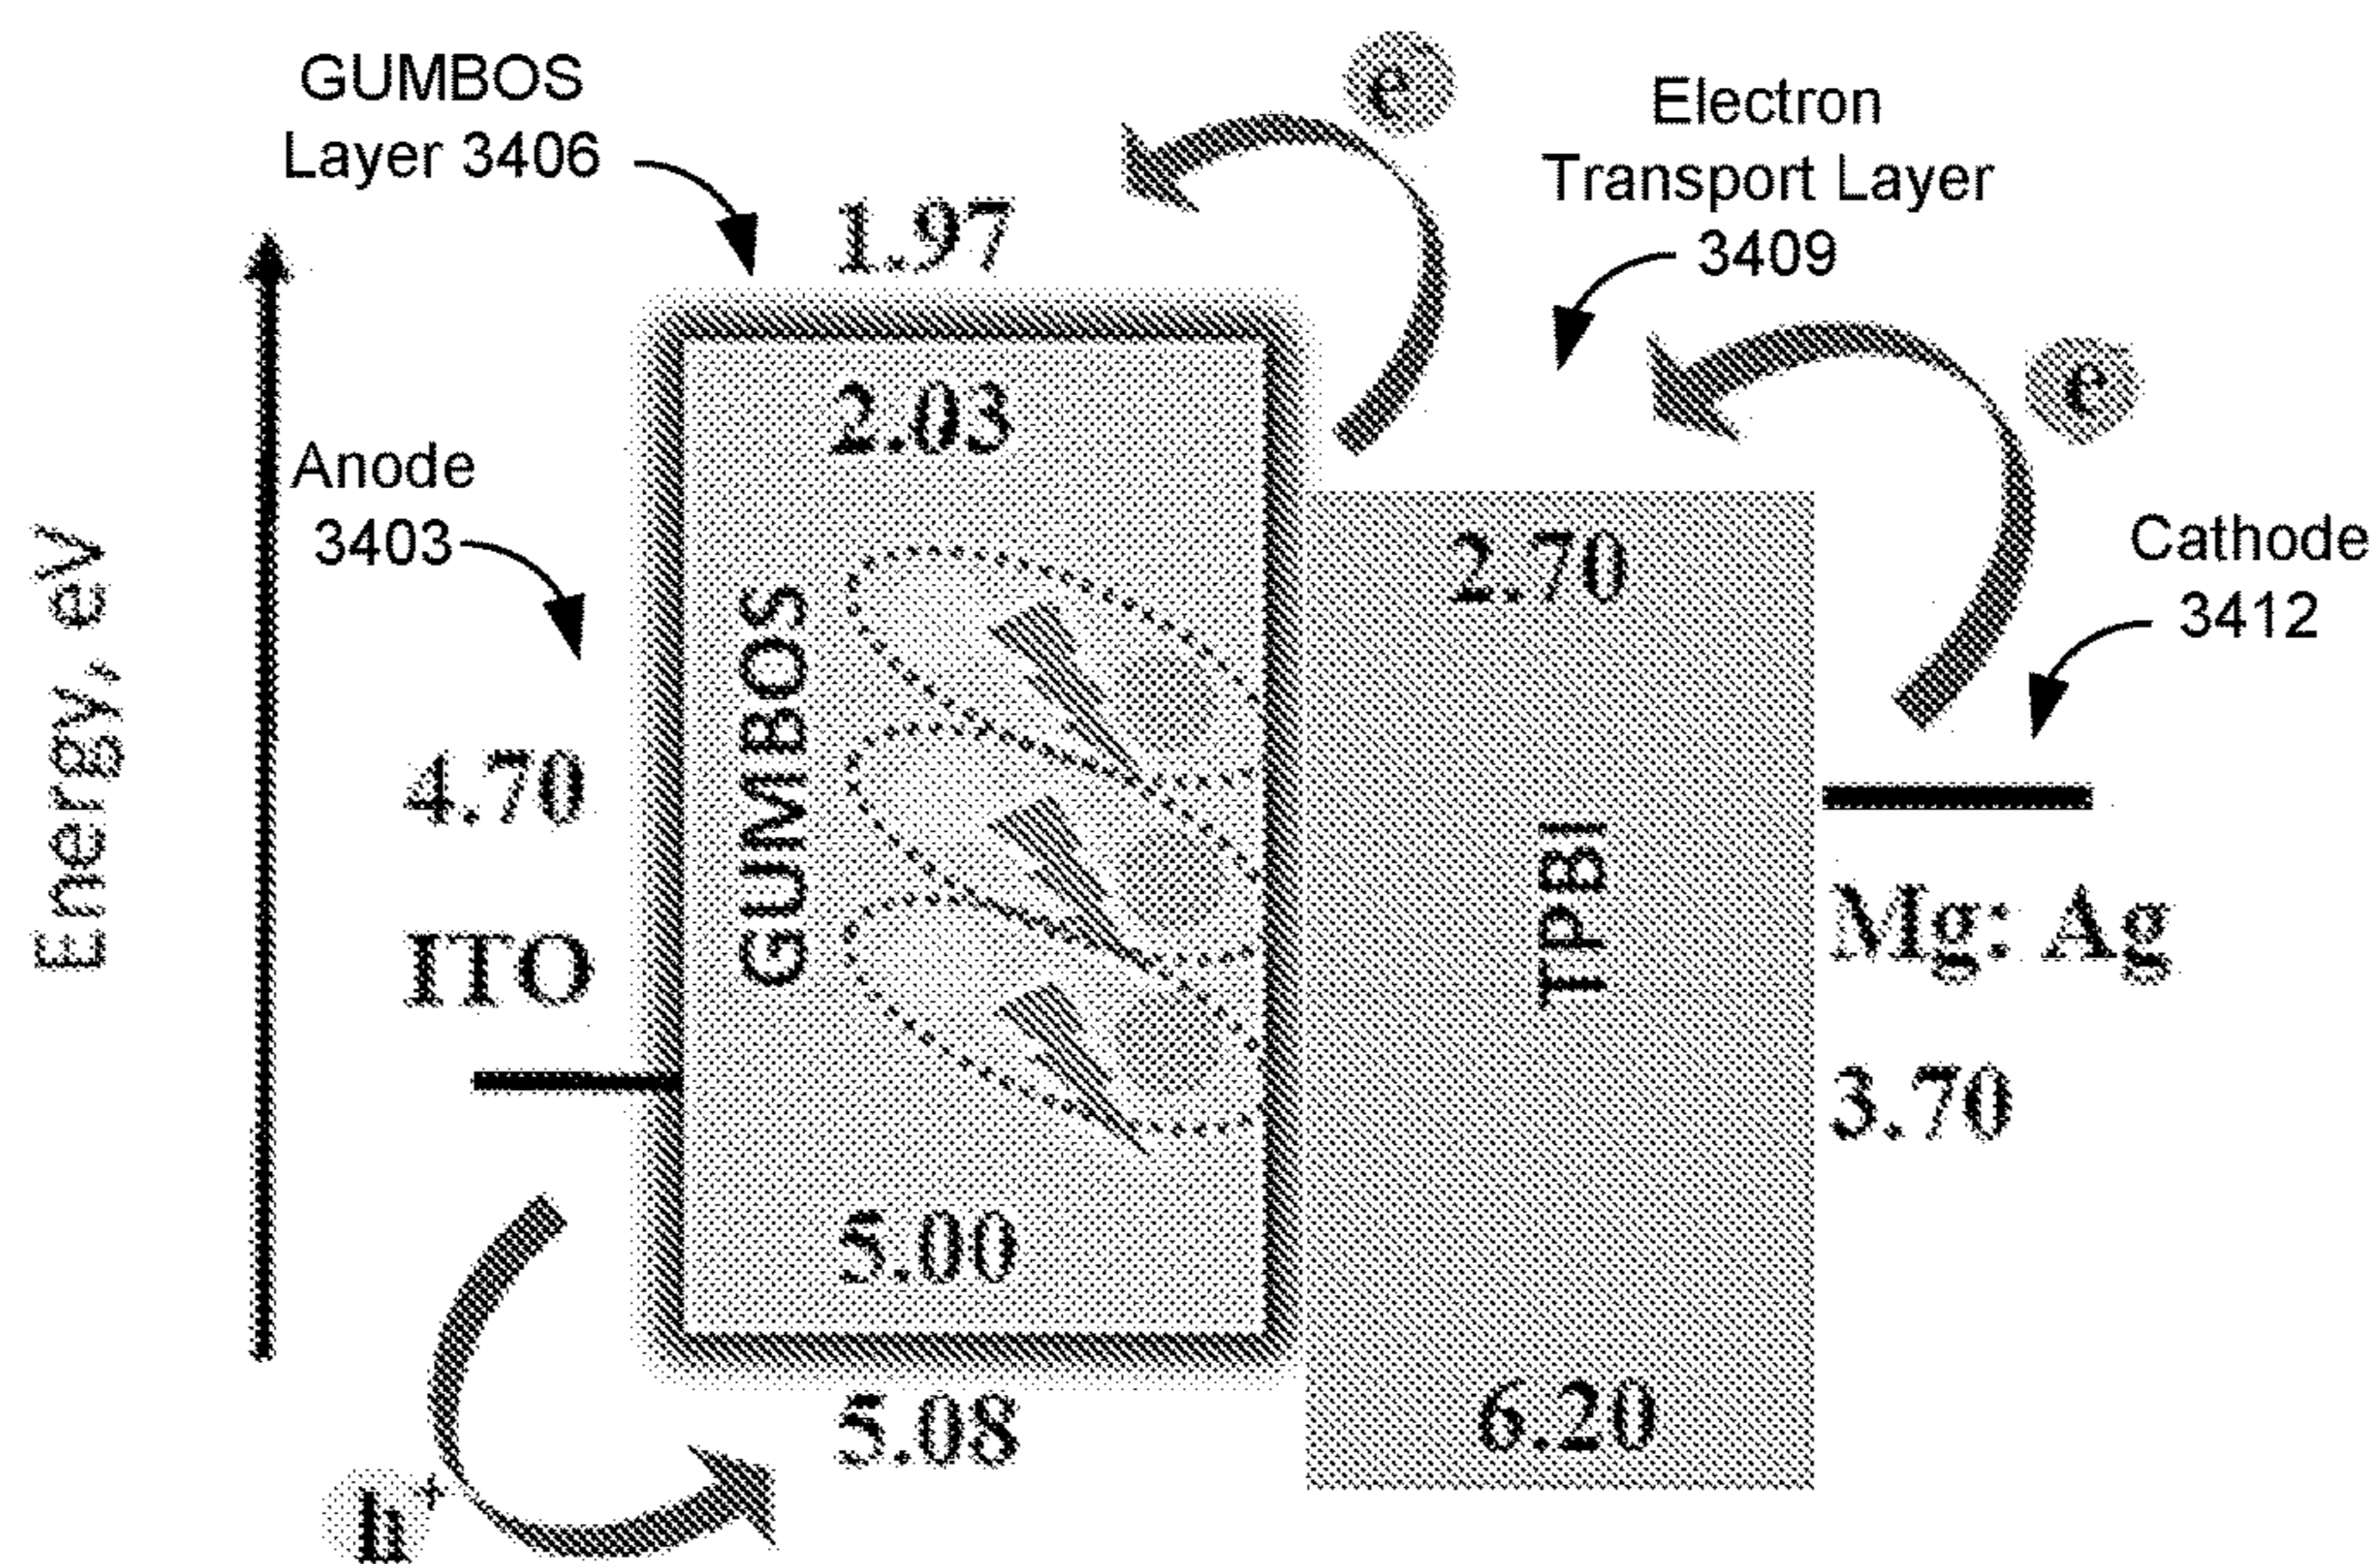 GUMBOS
Layer 3406
e
Electron
Transport Layer
3409
1.97
e
2.03
Anode
3403
Cathode
3412
2.70
Energy, eV
4.70
ITO
GUMBOS
TPBI
Mg: Ag
3.70
5.00
5.08
6.20
h+